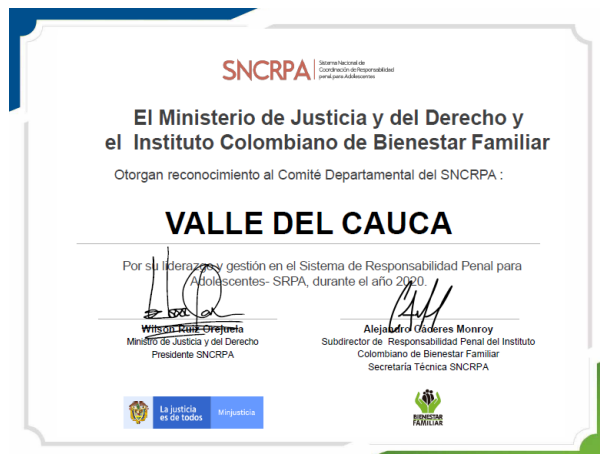 SNCRPA
Sistema Nacional de
Coordinación de Responsabilidad
penal para Adolescentes
El Ministerio de Justicia y del Derecho y
el Instituto Colombiano de Bienestar Familiar
Otorgan reconocimiento al Comité Departamental del SNCRPA :
VALLE DEL CAUCA
Por su liderazgo y gestión en el Sistema de Responsabilidad Penal para
Adolescentes- SRPA, durante el año 2020.
Wilson Ruiz Orejuela
Ministro de Justicia y del Derecho
Presidente SNCRPA
Alejandro Cáceres Monroy
Subdirector de Responsabilidad Penal del Instituto
Colombiano de Bienestar Familiar
Secretaría Técnica SNCRPA
La justicia
es de todos
Minjusticia
BIENESTAR
FAMILIAR